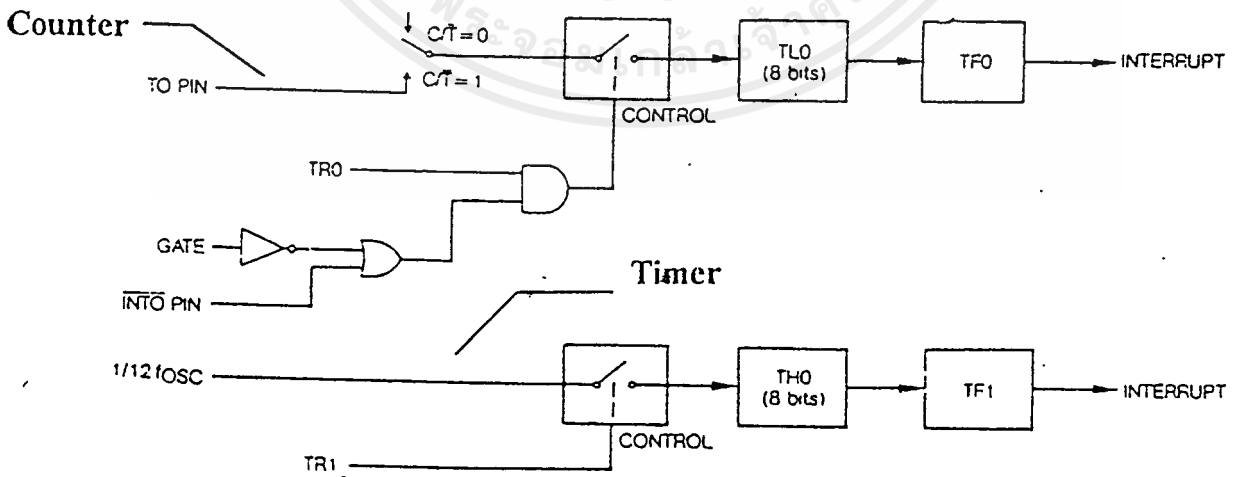 Counter
C/T̅=0
TO PIN
C/T̅=1
TL0
(8 bits)
TF0
INTERRUPT
CONTROL
TR0
GATE
I̅N̅T̅O̅ PIN
Timer
1/12 fOSC
TH0
(8 bits)
TF1
INTERRUPT
CONTROL
TR1